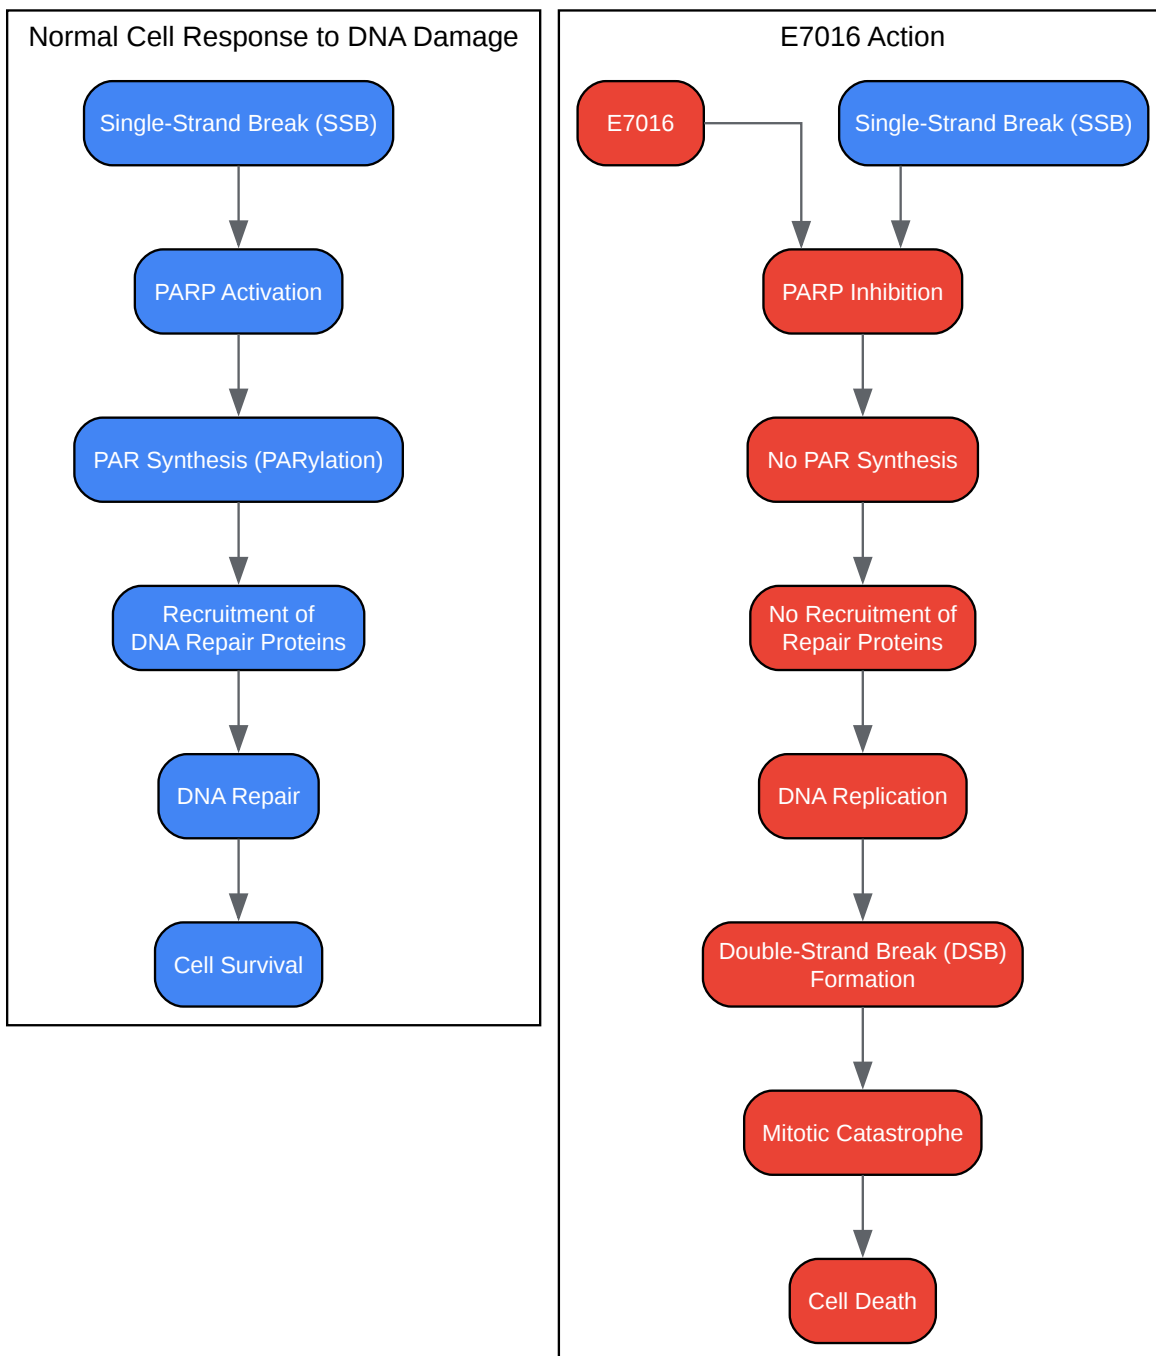 Normal Cell Response to DNA Damage
Single-Strand Break (SSB)
PARP Activation
PAR Synthesis (PARylation)
Recruitment of
DNA Repair Proteins
DNA Repair
Cell Survival
E7016 Action
E7016
Single-Strand Break (SSB)
PARP Inhibition
No PAR Synthesis
No Recruitment of
Repair Proteins
DNA Replication
Double-Strand Break (DSB)
Formation
Mitotic Catastrophe
Cell Death